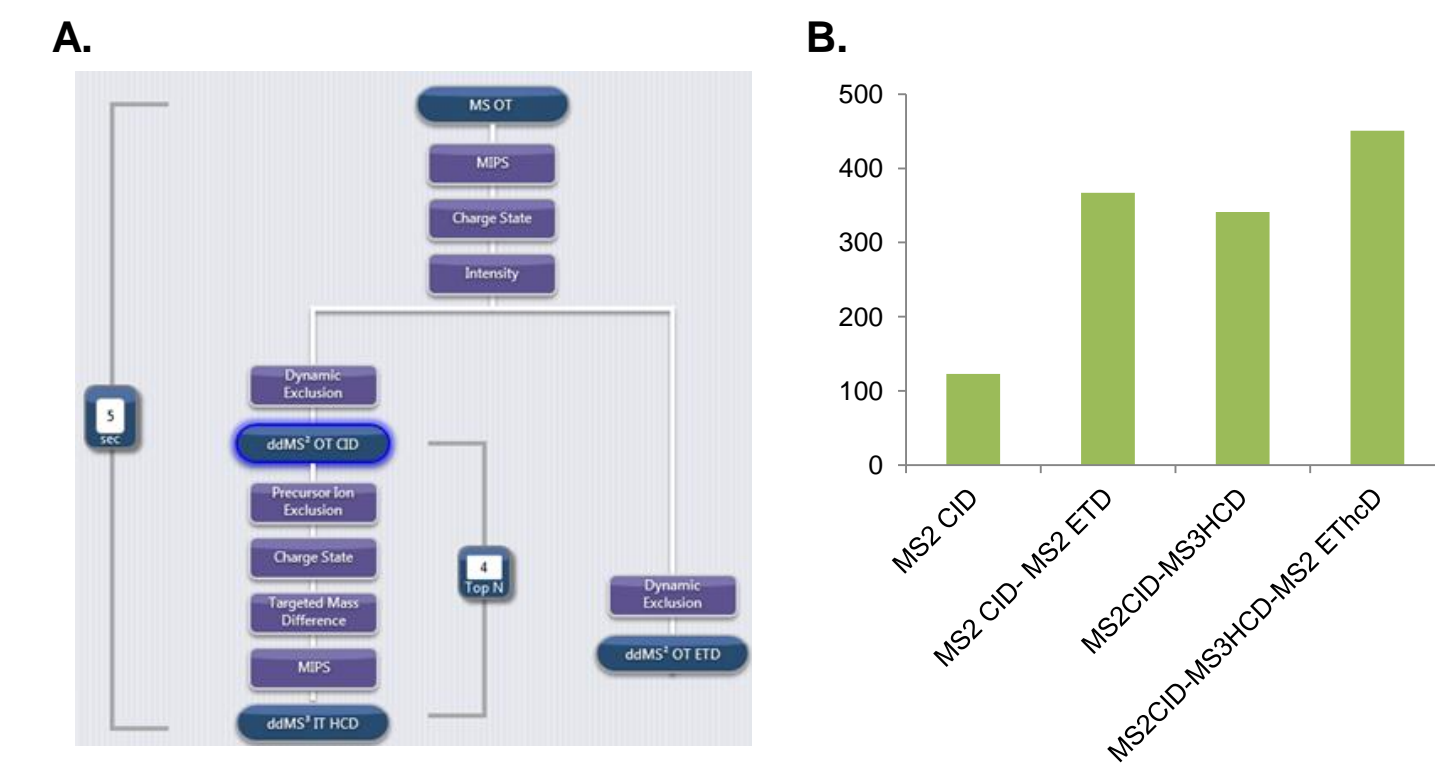 A.
MS OT
MIPS
Charge State
Intensity
Dynamic
Exclusion
ddMS² OT CID
Precursor Ion
Exclusion
Charge State
Targeted Mass
Difference
MIPS
ddMS³ IT HCD
5
sec
4
Top N
Dynamic
Exclusion
ddMS² OT ETD
B.
500
400
300
200
100
0
MS2 CID
MS2 CID- MS2 ETD
MS2CID-MS3HCD
MS2CID-MS3HCD-MS2 EThcD